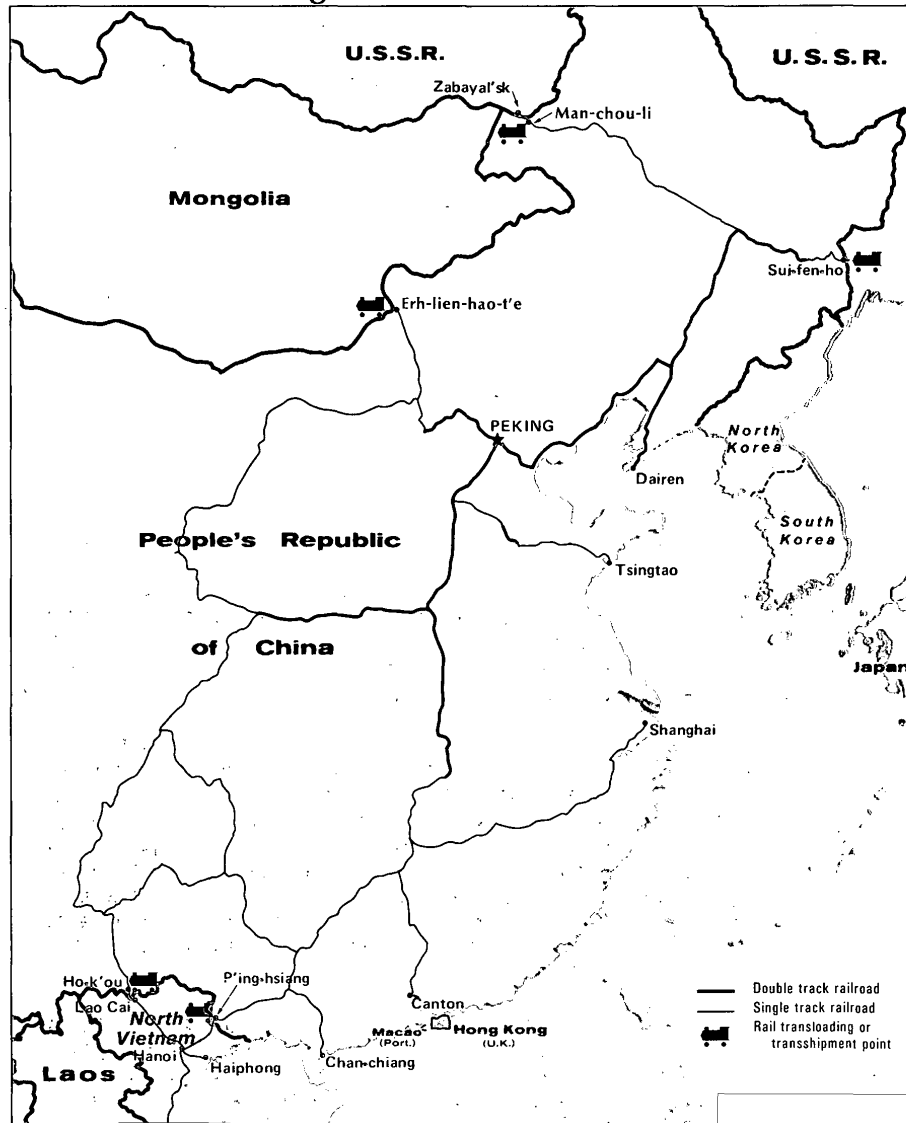 U.S.S.R.
U. S. S. R.
Zabayal'sk
Man-chou-li
Mongolia
Sui-fen-ho
Erh-lien-hao-t'e
PEKING
North
Korea
Dairen
South
Korea
People's Republic
Tsingtao
of China
Japan
Shanghai
Ho-k'ou
P'ing-hsiang
Lao Cai
North
Vietnam
Canton
Macao
(Port.)
Hong Kong
(U.K.)
Hanoi
Haiphong
Chan-chiang
Laos
Double track railroad
Single track railroad
Rail transloading or
transshipment point